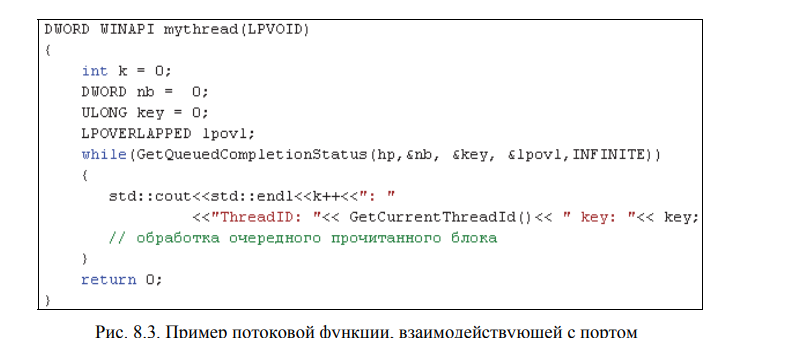 DWORD WINAPI mythread(LPVOID)
{
int k = 0;
DWORD nb =  0;
ULONG key = 0;
LPOVERLAPPED lpovl;
while(GetQueuedCompletionStatus(hp,&nb, &key, &lpovl,INFINITE))
{
std::cout<<std::endl<<k++<<": "
<<"ThreadID: "<< GetCurrentThreadId()<< " key: "<< key;
// обработка очередного прочитанного блока
}
return 0;
}
Рис. 8.3. Пример потоковой функции, взаимодействующей с портом